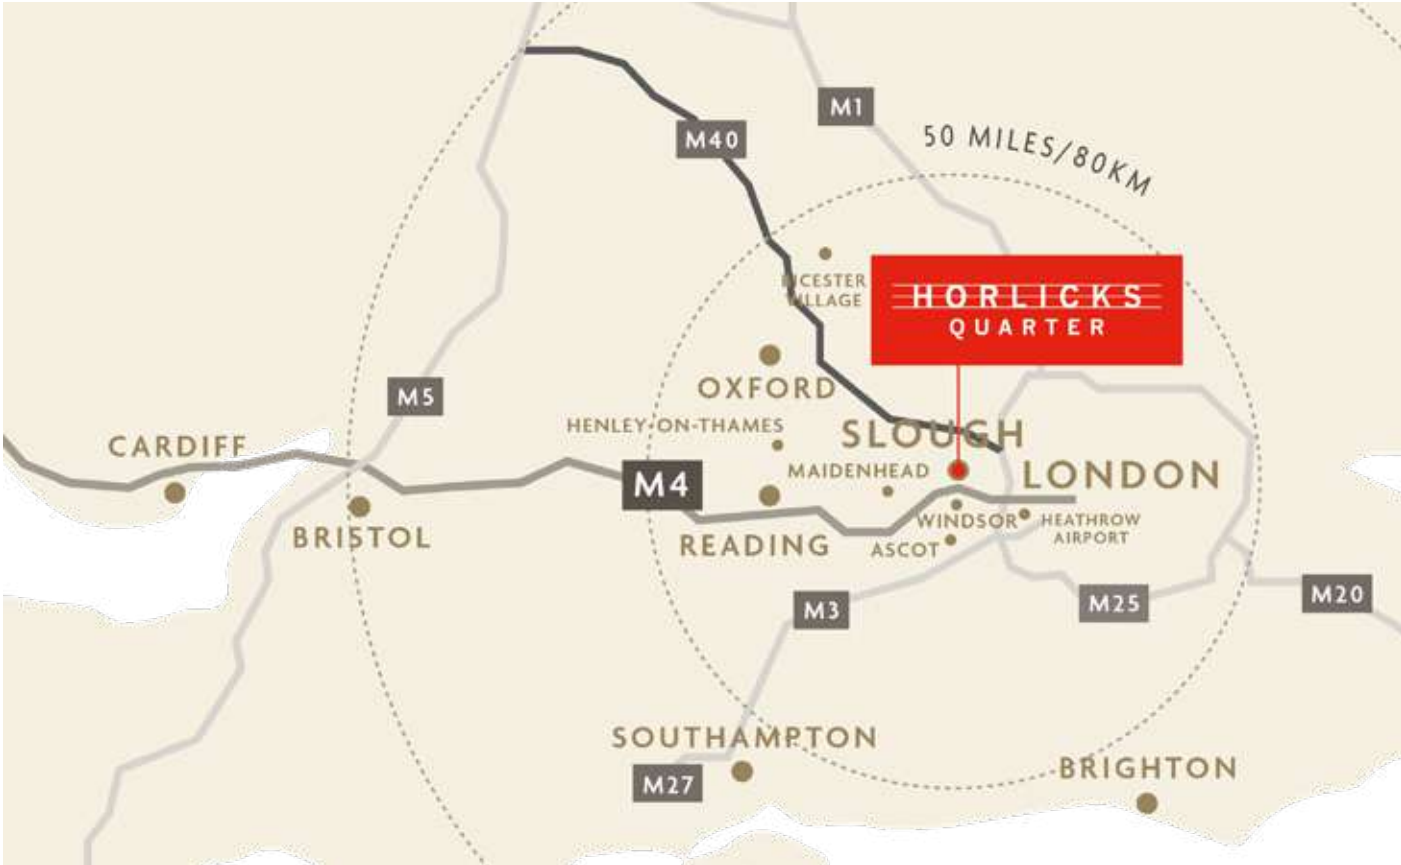 M1
50 MILES/80KM
M40
BICESTER
VILLAGE
HORLICKS
QUARTER
OXFORD
M5
HENLEY-ON-THAMES
SLOUGH
CARDIFF
MAIDENHEAD
LONDON
M4
BRISTOL
READING
WINDSOR
HEATHROW
AIRPORT
ASCOT
M3
M25
M20
SOUTHAMPTON
M27
BRIGHTON